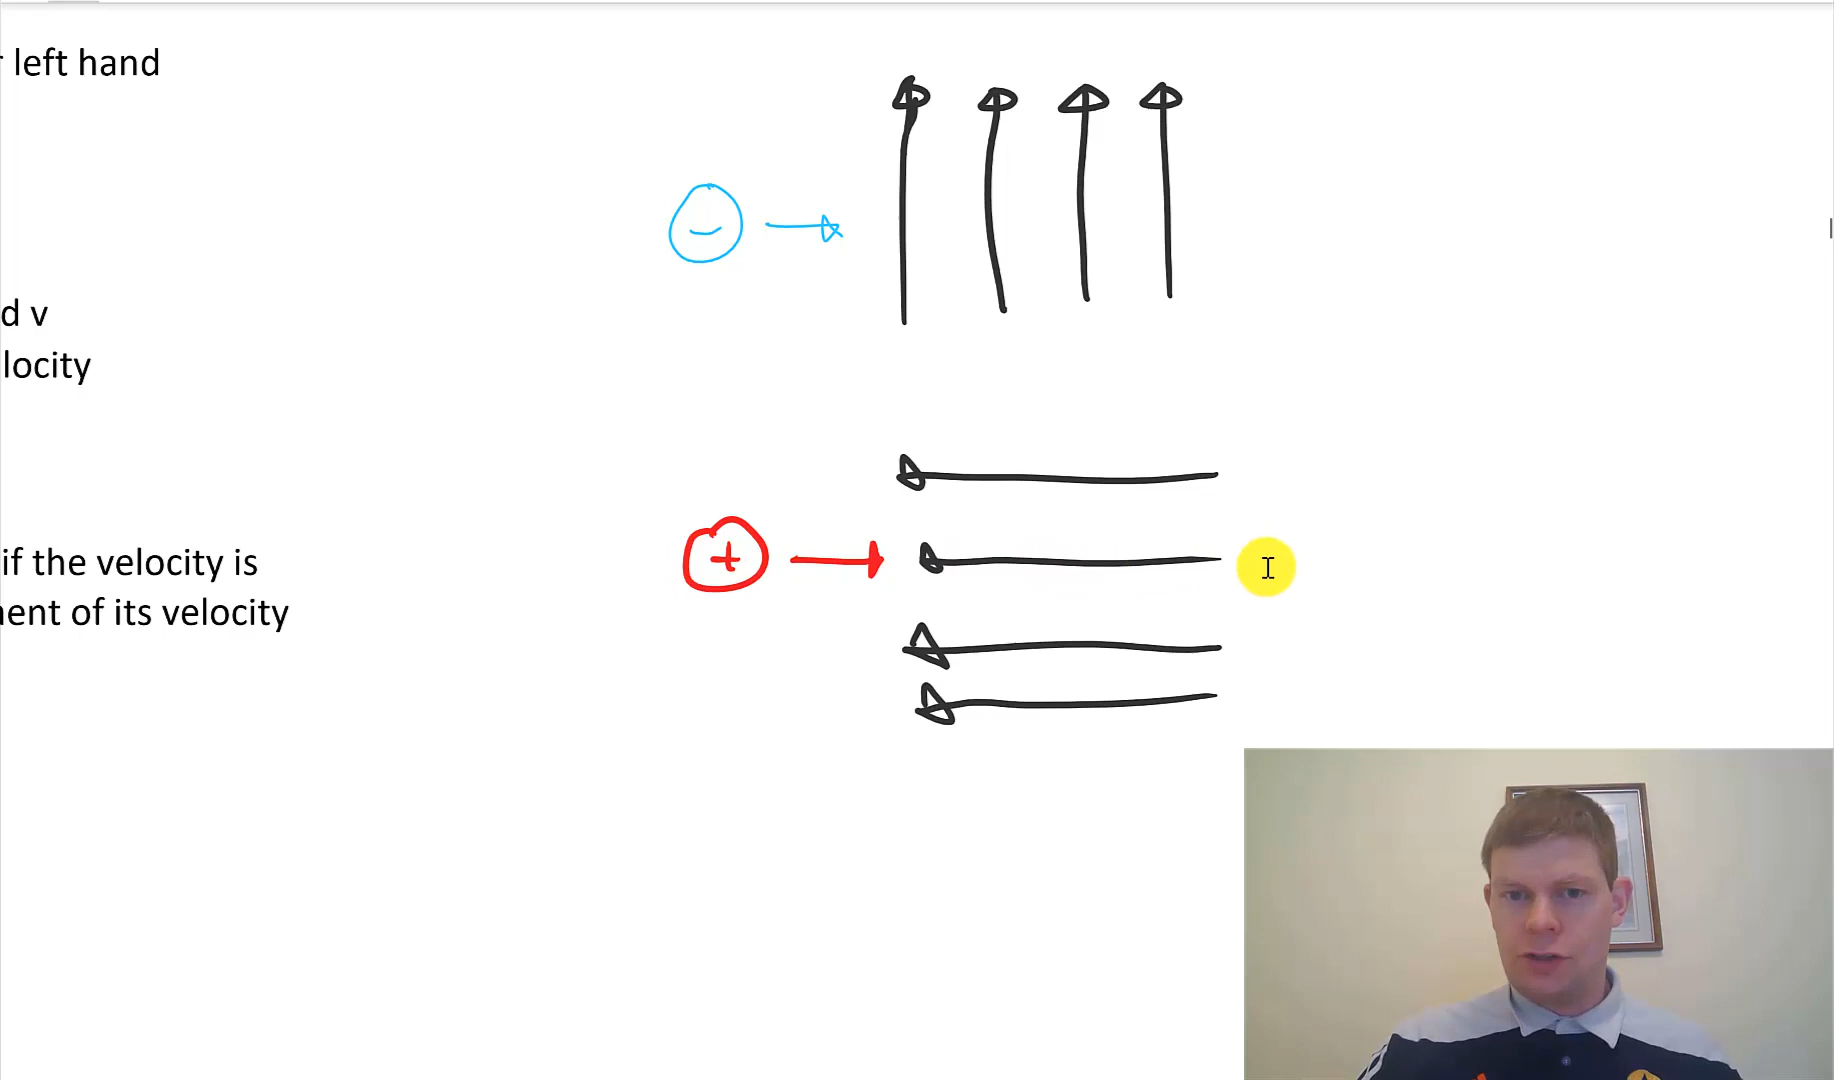 left hand
d v
locity
if the velocity is
ent of its velocity
−
+